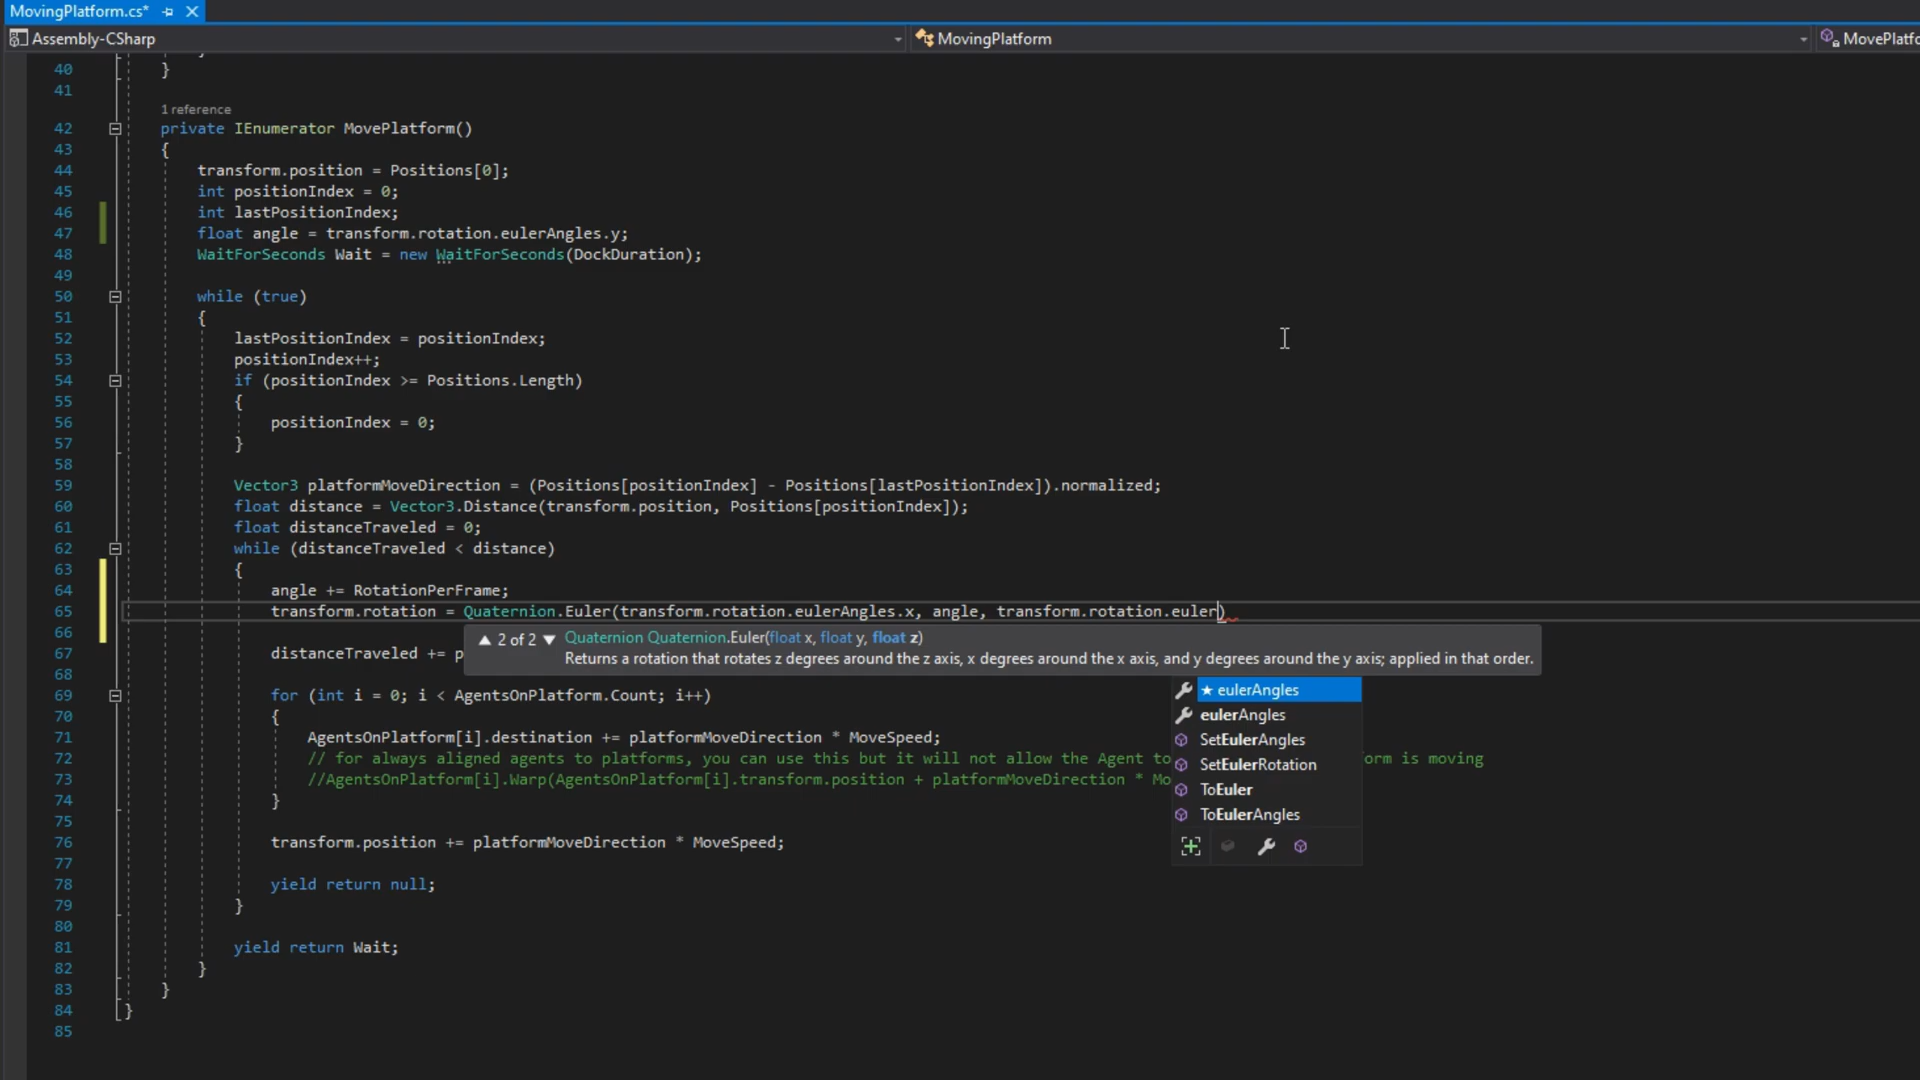 MovingPlatform.cs*
Assembly-CSharp
MovingPlatform
MovePlatfo
40 }
41
1 reference
42 private IEnumerator MovePlatform()
43 {
44 transform.position = Positions[0];
45 int positionIndex = 0;
46 int lastPositionIndex;
47 float angle = transform.rotation.eulerAngles.y;
48 WaitForSeconds Wait = new WaitForSeconds(DockDuration);
49
50 while (true)
51 {
52 lastPositionIndex = positionIndex;
53 positionIndex++;
54 if (positionIndex >= Positions.Length)
55 {
56 positionIndex = 0;
57 }
58
59 Vector3 platformMoveDirection = (Positions[positionIndex] - Positions[lastPositionIndex]).normalized;
60 float distance = Vector3.Distance(transform.position, Positions[positionIndex]);
61 float distanceTraveled = 0;
62 while (distanceTraveled < distance)
63 {
64 angle += RotationPerFrame;
65 transform.rotation = Quaternion.Euler(transform.rotation.eulerAngles.x, angle, transform.rotation.euler)
66
▲ 2 of 2 ▼ Quaternion Quaternion.Euler(float x, float y, float z)
Returns a rotation that rotates z degrees around the z axis, x degrees around the x axis, and y degrees around the y axis; applied in that order.
67 distanceTraveled += p
68
★ eulerAngles
eulerAngles
SetEulerAngles
SetEulerRotation
ToEuler
ToEulerAngles
69 for (int i = 0; i < AgentsOnPlatform.Count; i++)
70 {
71 AgentsOnPlatform[i].destination += platformMoveDirection * MoveSpeed;
72 // for always aligned agents to platforms, you can use this but it will not allow the Agent to orm is moving
73 //AgentsOnPlatform[i].Warp(AgentsOnPlatform[i].transform.position + platformMoveDirection * Mo
74 }
75
76 transform.position += platformMoveDirection * MoveSpeed;
77
78 yield return null;
79 }
80
81 yield return Wait;
82 }
83 }
84 }
85